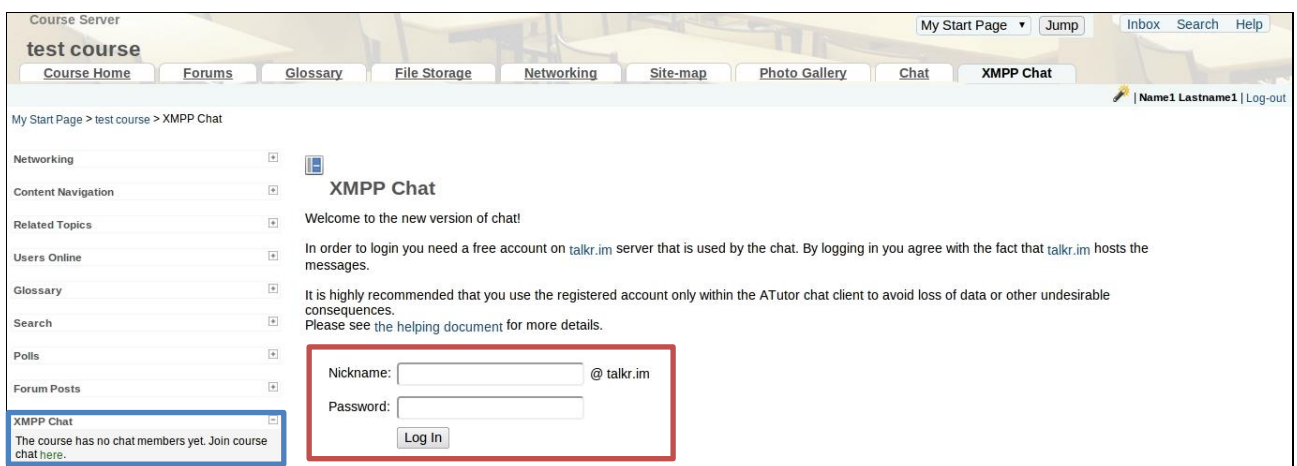 Course Server
My Start Page Jump Inbox Search Help
test course
Course Home Forums Glossary File Storage Networking Site-map Photo Gallery Chat XMPP Chat
| Name1 Lastname1 | Log-out
My Start Page > test course > XMPP Chat
Networking
Content Navigation
Related Topics
Users Online
Glossary
Search
Polls
Forum Posts
XMPP Chat
The course has no chat members yet. Join course
chat here.
XMPP Chat
Welcome to the new version of chat!
In order to login you need a free account on talkr.im server that is used by the chat. By logging in you agree with the fact that talkr.im hosts the
messages.
It is highly recommended that you use the registered account only within the ATutor chat client to avoid loss of data or other undesirable
consequences.
Please see the helping document for more details.
Nickname: @ talkr.im
Password:
Log In